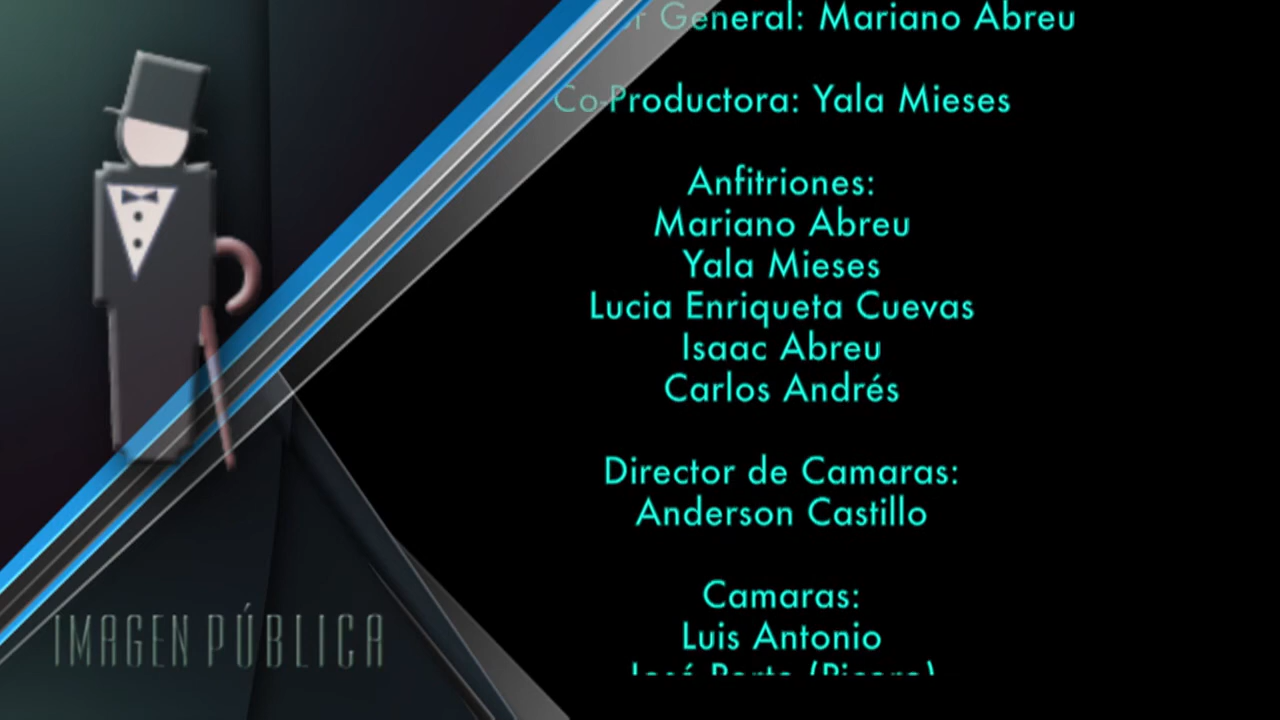 General: Mariano Abreu
Co-Productora: Yala Mieses
Anfitriones:
Mariano Abreu
Yala Mieses
Lucia Enriqueta Cuevas
Isaac Abreu
Carlos Andrés
Director de Camaras:
Anderson Castillo
Camaras:
Luis Antonio
José
IMAGEN PÚBLICA